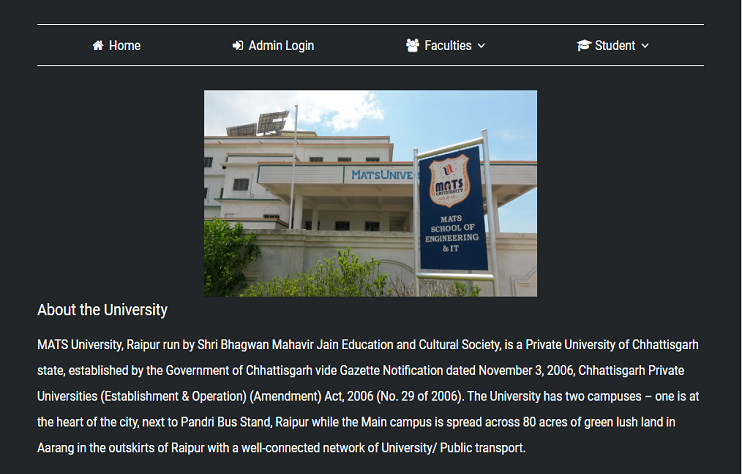 Home Admin Login Faculties Student
MATSUNIVE
MATS
UNIVERSITY
MATS
SCHOOL OF
ENGINEERING
& IT
About the University
MATS University, Raipur run by Shri Bhagwan Mahavir Jain Education and Cultural Society, is a Private University of Chhattisgarh
state, established by the Government of Chhattisgarh vide Gazette Notification dated November 3, 2006, Chhattisgarh Private
Universities (Establishment & Operation) (Amendment) Act, 2006 (No. 29 of 2006). The University has two campuses – one is at
the heart of the city, next to Pandri Bus Stand, Raipur while the Main campus is spread across 80 acres of green lush land in
Aarang in the outskirts of Raipur with a well-connected network of University/ Public transport.